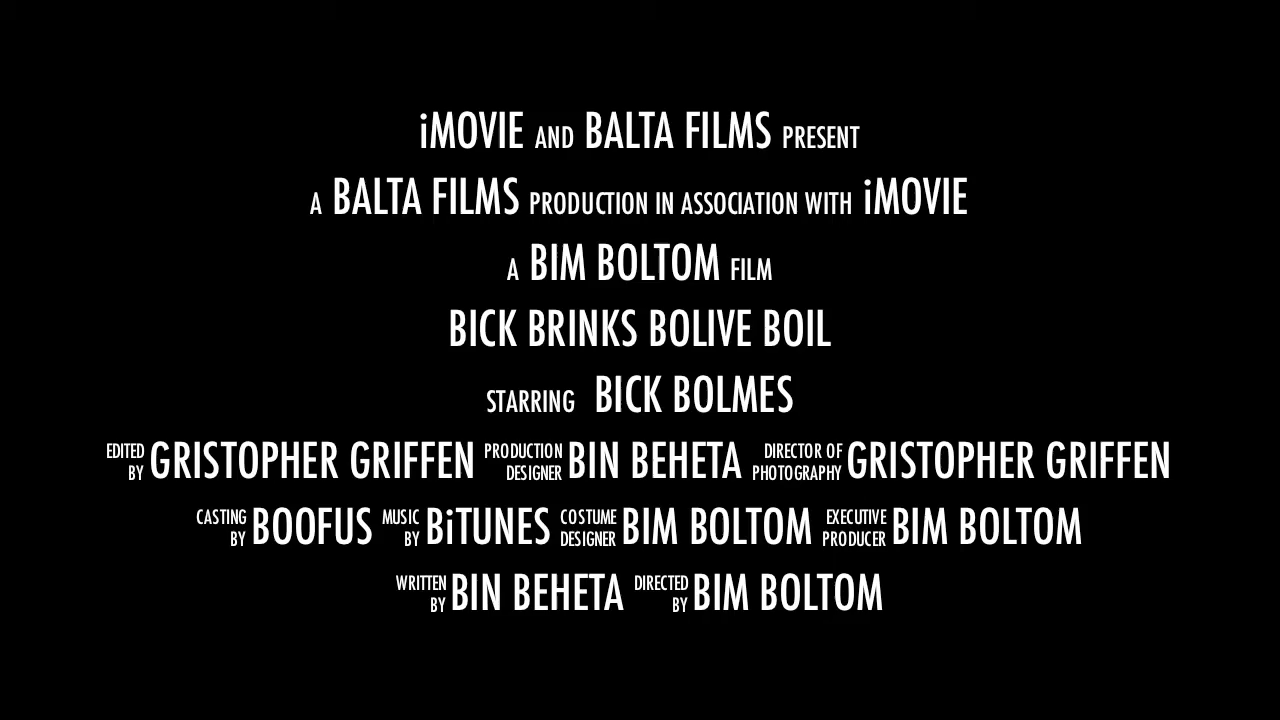 iMOVIE AND BALTA FILMS PRESENT
A BALTA FILMS PRODUCTION IN ASSOCIATION WITH iMOVIE
A BIM BOLTOM FILM
BICK BRINKS BOLIVE BOIL
STARRING BICK BOLMES
EDITED BY GRISTOPHER GRIFFEN PRODUCTION DESIGNER BIN BEHETA DIRECTOR OF PHOTOGRAPHY GRISTOPHER GRIFFEN
CASTING BY BOOFUS MUSIC BY BiTUNES COSTUME DESIGNER BIM BOLTOM EXECUTIVE PRODUCER BIM BOLTOM
WRITTEN BY BIN BEHETA DIRECTED BY BIM BOLTOM